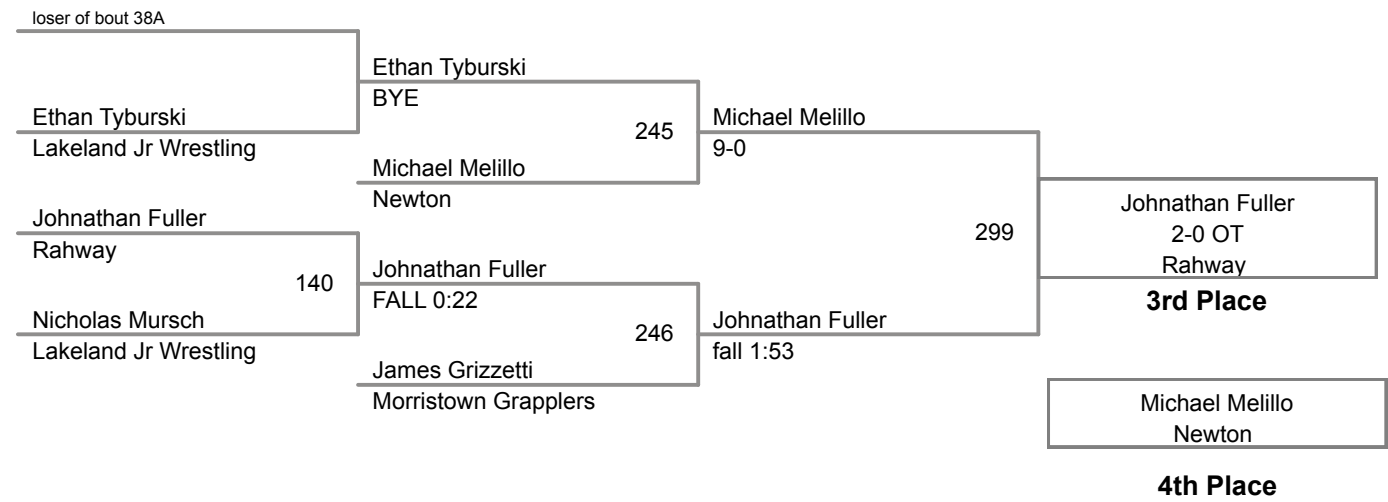 loser of bout 38A
Ethan Tyburski
Lakeland Jr Wrestling
Johnathan Fuller
Rahway
140
Nicholas Mursch
Lakeland Jr Wrestling
Ethan Tyburski
BYE
245
Michael Melillo
Newton
Johnathan Fuller
FALL 0:22
246
James Grizzetti
Morristown Grapplers
Michael Melillo
9-0
299
Johnathan Fuller
fall 1:53
Johnathan Fuller
2-0 OT
Rahway
3rd Place
Michael Melillo
Newton
4th Place